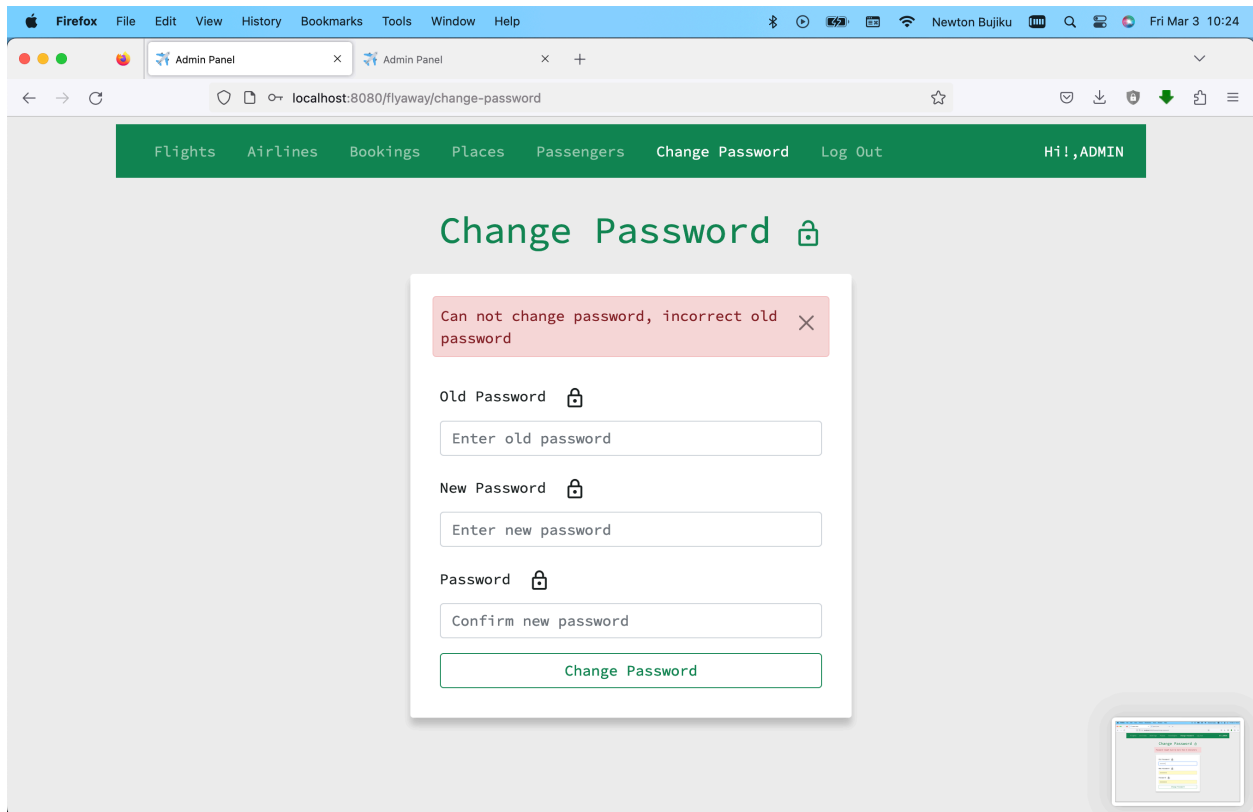 Firefox File Edit View History Bookmarks Tools Window Help Newton Bujiku Fri Mar 3 10:24
Admin Panel Admin Panel
localhost:8080/flyaway/change-password
Flights Airlines Bookings Places Passengers Change Password Log Out Hi!,ADMIN
Change Password
Can not change password, incorrect old
password
Old Password
Enter old password
New Password
Enter new password
Password
Confirm new password
Change Password
Change Password